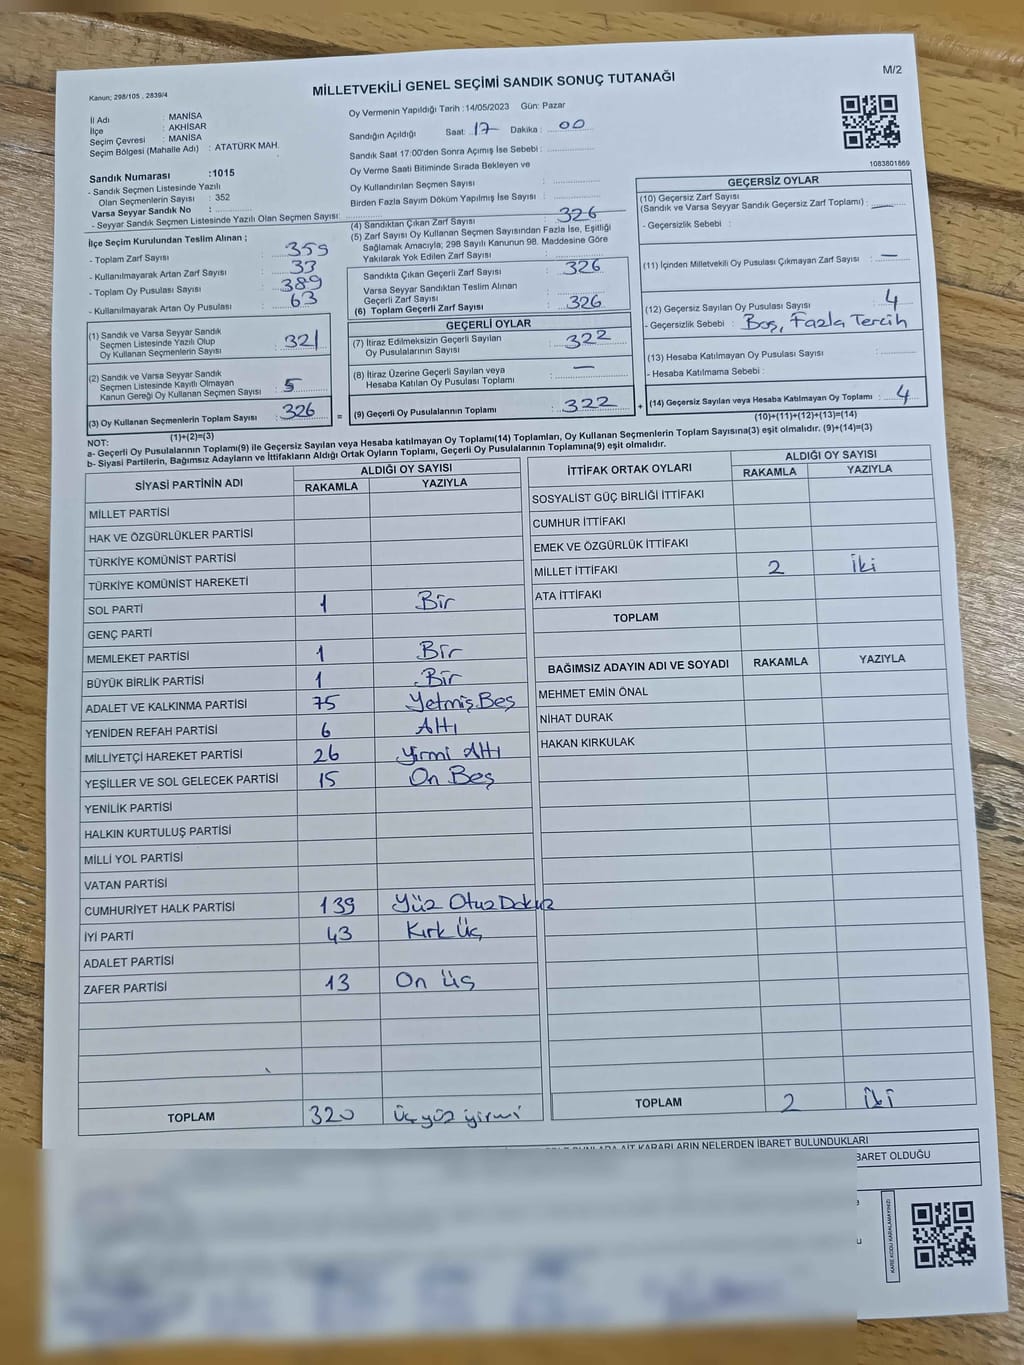 M/2
Kanun; 298/105 , 2839/4
MİLLETVEKİLİ GENEL SEÇİMİ SANDIK SONUÇ TUTANAĞI
İl Adı : MANİSA
İlçe : AKHİSAR
Seçim Çevresi : MANİSA
Seçim Bölgesi (Mahalle Adı) : ATATÜRK MAH.
Sandık Numarası :1015
- Sandık Seçmen Listesinde Yazılı
Olan Seçmenlerin Sayısı : 352
Varsa Seyyar Sandık No :
- Seyyar Sandık Seçmen Listesinde Yazılı Olan Seçmen Sayısı:
İlçe Seçim Kurulundan Teslim Alınan ;
- Toplam Zarf Sayısı : 359
- Kullanılmayarak Artan Zarf Sayısı : 33
- Toplam Oy Pusulası Sayısı : 389
- Kullanılmayarak Artan Oy Pusulası : 63
(1) Sandık ve Varsa Seyyar Sandık
Seçmen Listesinde Yazılı Olup
Oy Kullanan Seçmenlerin Sayısı : 321
(2) Sandık ve Varsa Seyyar Sandık
Seçmen Listesinde Kayıtlı Olmayan
Kanun Gereği Oy Kullanan Seçmen Sayısı : 5
(3) Oy Kullanan Seçmenlerin Toplam Sayısı : 326 =
(1)+(2)=(3)
Oy Vermenin Yapıldığı Tarih :14/05/2023 Gün: Pazar
Sandığın Açıldığı Saat: 17 Dakika : 00
Sandık Saat 17:00'den Sonra Açımış İse Sebebi :
Oy Verme Saati Bitiminde Sırada Bekleyen ve
Oy Kullandırılan Seçmen Sayısı :
Birden Fazla Sayım Döküm Yapılmış İse Sayısı :
(4) Sandıktan Çıkan Zarf Sayısı : 326
(5) Zarf Sayısı Oy Kullanan Seçmen Sayısından Fazla İse, Eşitliği
Sağlamak Amacıyla; 298 Sayılı Kanunun 98. Maddesine Göre
Yakılarak Yok Edilen Zarf Sayısı :
Sandıkta Çıkan Geçerli Zarf Sayısı : 326
Varsa Seyyar Sandıktan Teslim Alınan
Geçerli Zarf Sayısı :
(6) Toplam Geçerli Zarf Sayısı : 326
GEÇERLİ OYLAR
(7) İtiraz Edilmeksizin Geçerli Sayılan
Oy Pusulalarının Sayısı : 322
(8) İtiraz Üzerine Geçerli Sayılan veya
Hesaba Katılan Oy Pusulası Toplamı : —
(9) Geçerli Oy Pusulalarının Toplamı : 322 +
1083801869
GEÇERSİZ OYLAR
(10) Geçersiz Zarf Sayısı
(Sandık ve Varsa Seyyar Sandık Geçersiz Zarf Toplamı) : —
- Geçersizlik Sebebi :
(11) İçinden Milletvekili Oy Pusulası Çıkmayan Zarf Sayısı : —
(12) Geçersiz Sayılan Oy Pusulası Sayısı : 4
- Geçersizlik Sebebi : Boş, Fazla Tercih
(13) Hesaba Katılmayan Oy Pusulası Sayısı :
- Hesaba Katılmama Sebebi :
(14) Geçersiz Sayılan veya Hesaba Katılmayan Oy Toplamı : 4
(10)+(11)+(12)+(13)=(14)
NOT:
a- Geçerli Oy Pusulalarının Toplamı(9) ile Geçersiz Sayılan veya Hesaba katılmayan Oy Toplamı(14) Toplamları, Oy Kullanan Seçmenlerin Toplam Sayısına(3) eşit olmalıdır. (9)+(14)=(3)
b- Siyasi Partilerin, Bağımsız Adayların ve İttifakların Aldığı Ortak Oyların Toplamı, Geçerli Oy Pusulalarının Toplamına(9) eşit olmalıdır.
SİYASİ PARTİNİN ADI ALDIĞI OY SAYISI
RAKAMLA YAZIYLA
MİLLET PARTİSİ
HAK VE ÖZGÜRLÜKLER PARTİSİ
TÜRKİYE KOMÜNİST PARTİSİ
TÜRKİYE KOMÜNİST HAREKETİ
SOL PARTİ 1 Bir
GENÇ PARTİ
MEMLEKET PARTİSİ 1 Bir
BÜYÜK BİRLİK PARTİSİ 1 Bir
ADALET VE KALKINMA PARTİSİ 75 Yetmiş Beş
YENİDEN REFAH PARTİSİ 6 Altı
MİLLİYETÇİ HAREKET PARTİSİ 26 Yirmi Altı
YEŞİLLER VE SOL GELECEK PARTİSİ 15 On Beş
YENİLİK PARTİSİ
HALKIN KURTULUŞ PARTİSİ
MİLLİ YOL PARTİSİ
VATAN PARTİSİ
CUMHURİYET HALK PARTİSİ 139 Yüz Otuz Dokuz
İYİ PARTİ 43 Kırk Üç
ADALET PARTİSİ
ZAFER PARTİSİ 13 On Üç
TOPLAM 320 Üçyüz yirmi
İTTİFAK ORTAK OYLARI ALDIĞI OY SAYISI
RAKAMLA YAZIYLA
SOSYALİST GÜÇ BİRLİĞİ İTTİFAKI
CUMHUR İTTİFAKI
EMEK VE ÖZGÜRLÜK İTTİFAKI
MİLLET İTTİFAKI 2 İki
ATA İTTİFAKI
TOPLAM
BAĞIMSIZ ADAYIN ADI VE SOYADI RAKAMLA YAZIYLA
MEHMET EMİN ÖNAL
NİHAT DURAK
HAKAN KIRKULAK
TOPLAM 2 İki
AİT KARARLARIN NELERDEN İBARET BULUNDUKLARI
BARET OLDUĞU